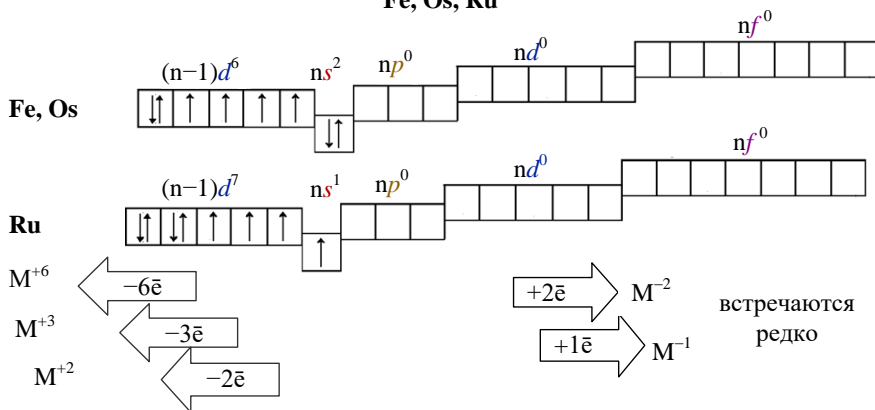 Fe, Os, Ru
(n−1)d⁶ ns² np⁰ nd⁰ nf⁰
Fe, Os
(n−1)d⁷ ns¹ np⁰ nd⁰ nf⁰
Ru
M⁺⁶ −6ē +2ē M⁻² встречаются
M⁺³ −3ē +1ē M⁻¹ редко
M⁺² −2ē